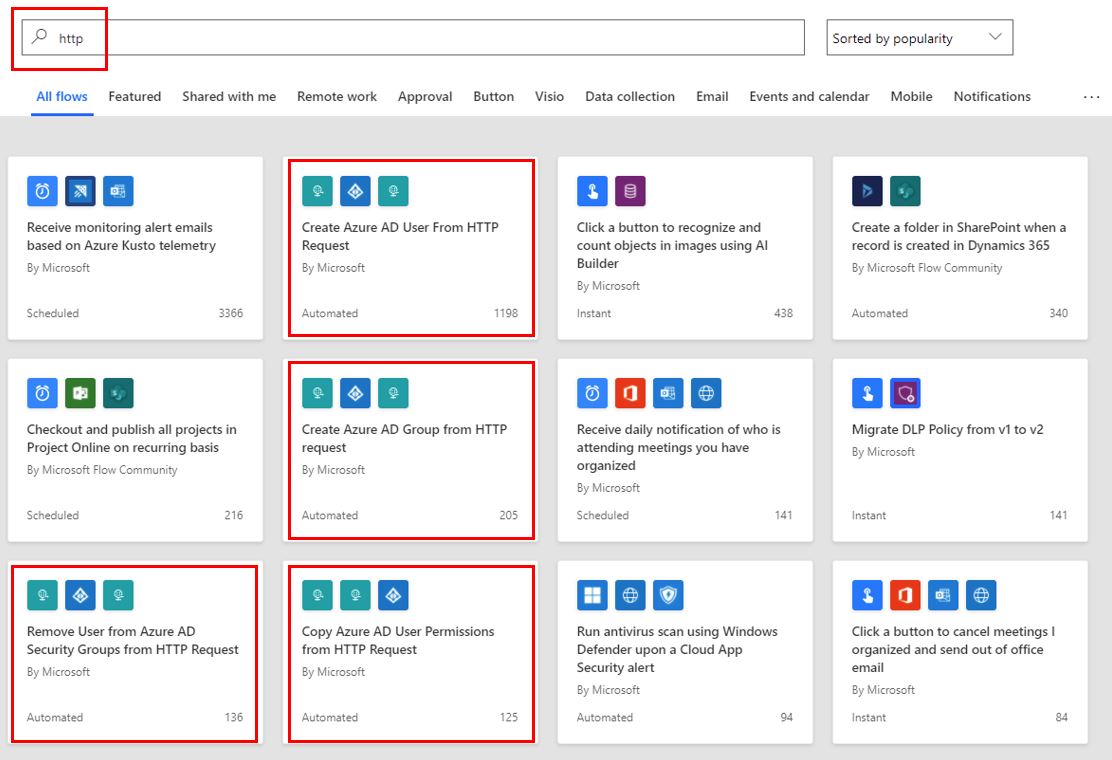 http
Sorted by popularity
All flows
Featured
Shared with me
Remote work
Approval
Button
Visio
Data collection
Email
Events and calendar
Mobile
Notifications
...
Receive monitoring alert emails
based on Azure Kusto telemetry
By Microsoft
Scheduled
3366
Create Azure AD User From HTTP
Request
By Microsoft
Automated
1198
Click a button to recognize and
count objects in images using AI
Builder
By Microsoft
Instant
438
Create a folder in SharePoint when a
record is created in Dynamics 365
By Microsoft Flow Community
Automated
340
Checkout and publish all projects in
Project Online on recurring basis
By Microsoft Flow Community
Scheduled
216
Create Azure AD Group from HTTP
request
By Microsoft
Automated
205
Receive daily notification of who is
attending meetings you have
organized
By Microsoft
Scheduled
141
Migrate DLP Policy from v1 to v2
By Microsoft
Instant
141
Remove User from Azure AD
Security Groups from HTTP Request
By Microsoft
Automated
136
Copy Azure AD User Permissions
from HTTP Request
By Microsoft
Automated
125
Run antivirus scan using Windows
Defender upon a Cloud App
Security alert
By Microsoft
Automated
94
Click a button to cancel meetings I
organized and send out of office
email
By Microsoft
Instant
84